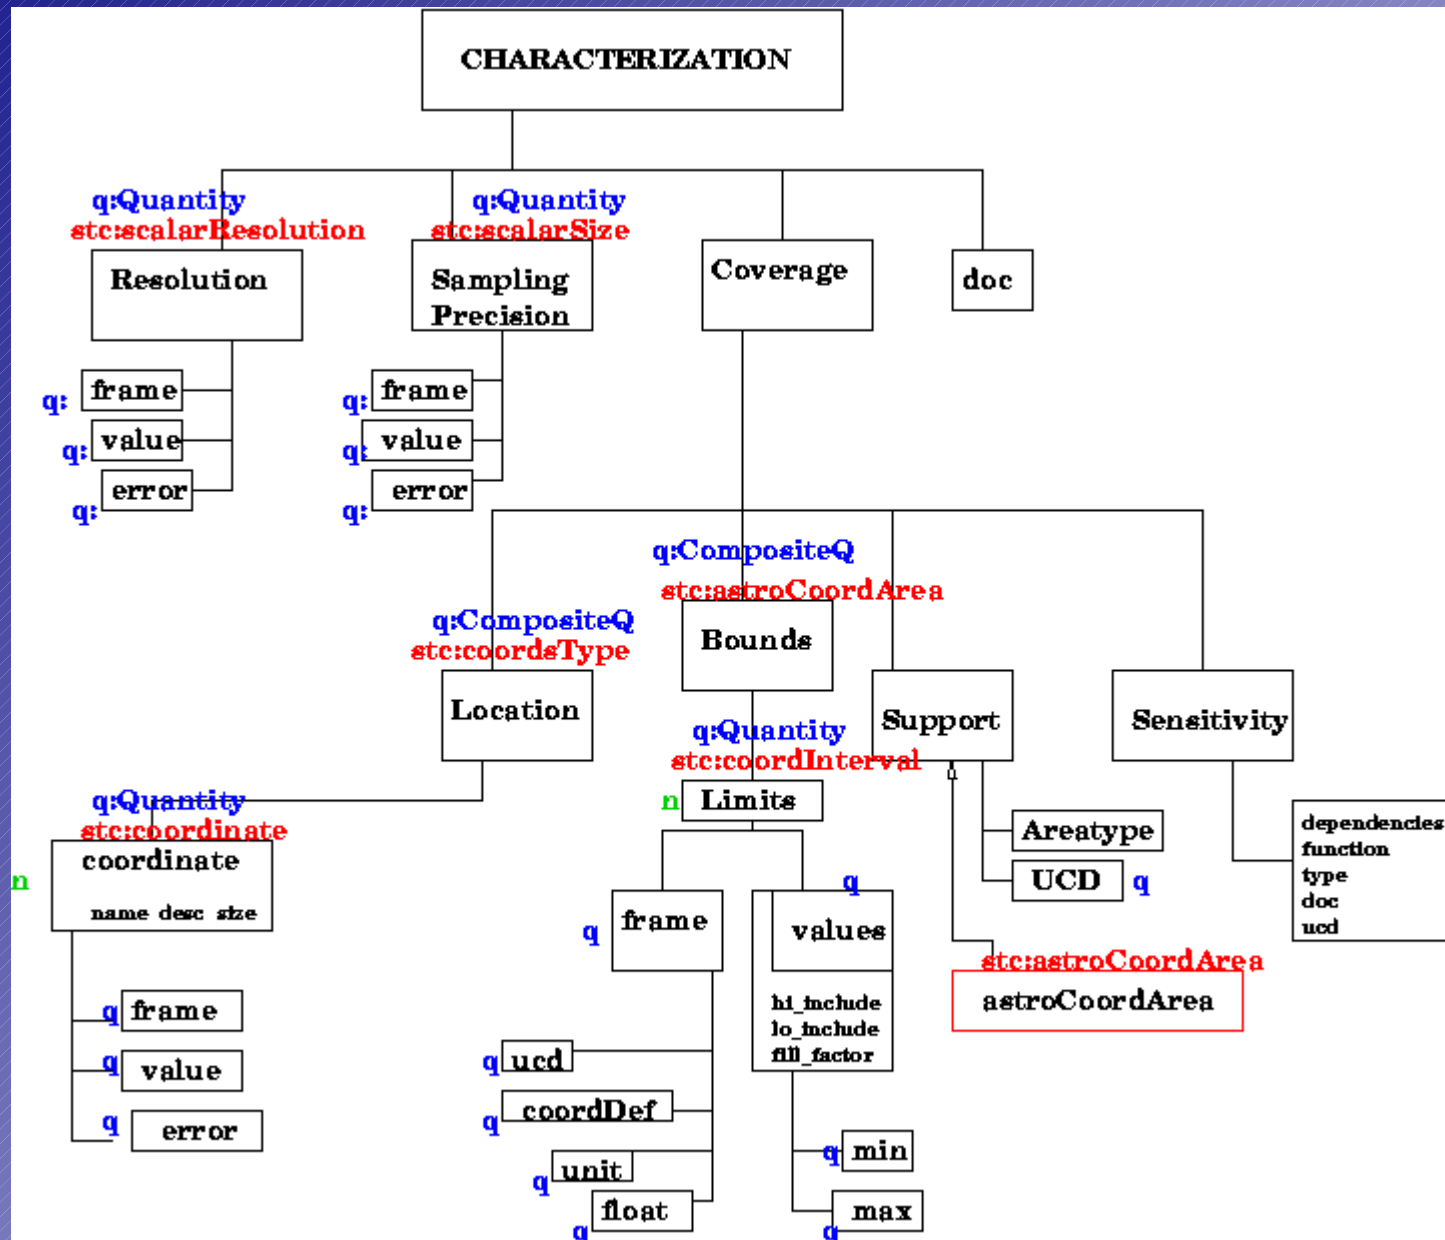 CHARACTERIZATION
q:Quantity
stc:scalarResolution
Resolution
q: frame
q: value
q: error
q:Quantity
stc:scalarSize
Sampling
Precision
q: frame
q: value
q: error
Coverage
doc
q:CompositeQ
stc:coordsType
Location
q:Quantity
stc:coordinate
n
coordinate
name desc size
q frame
q value
q error
q:CompositeQ
stc:astroCoordArea
Bounds
q:Quantity
stc:coordInterval
n Limits
q frame
q ucd
q coordDef
q unit
q float
q
values
hi_include
lo_include
fill_factor
q min
q max
Support
Areatype
UCD q
stc:astroCoordArea
astroCoordArea
Sensitivity
dependencies
function
type
doc
ucd